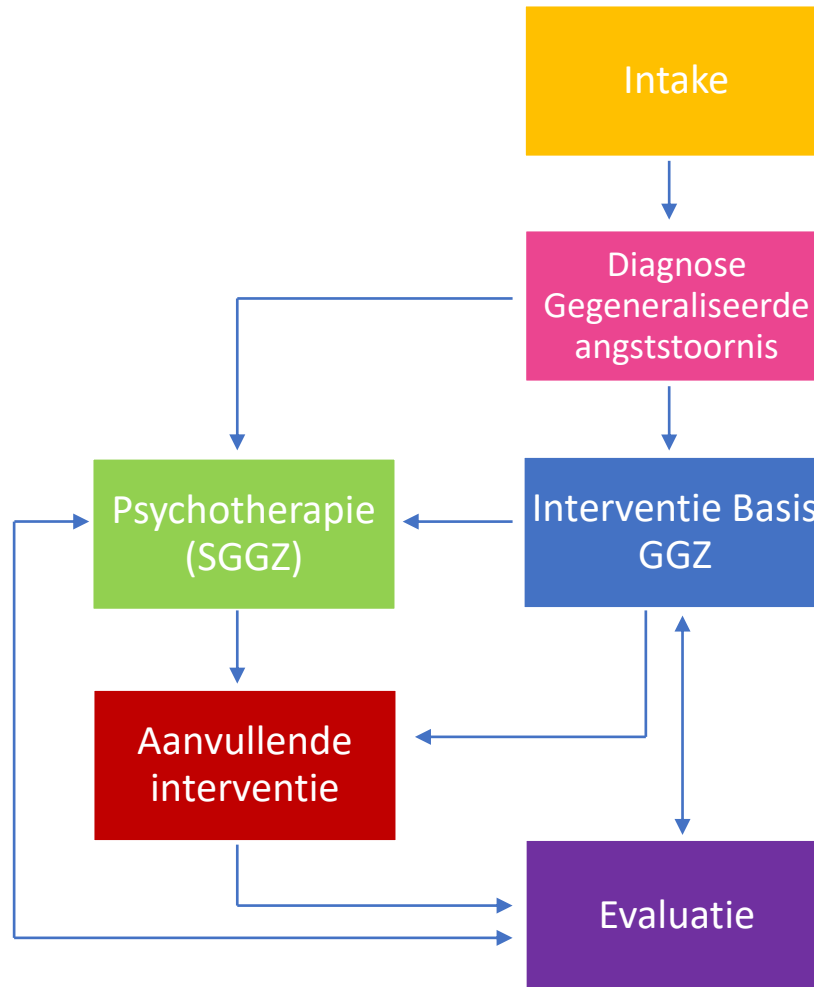 Intake
Diagnose
Gegeneraliseerde
angststoornis
Psychotherapie
(SGGZ)
Interventie Basis
GGZ
Aanvullende
interventie
Evaluatie